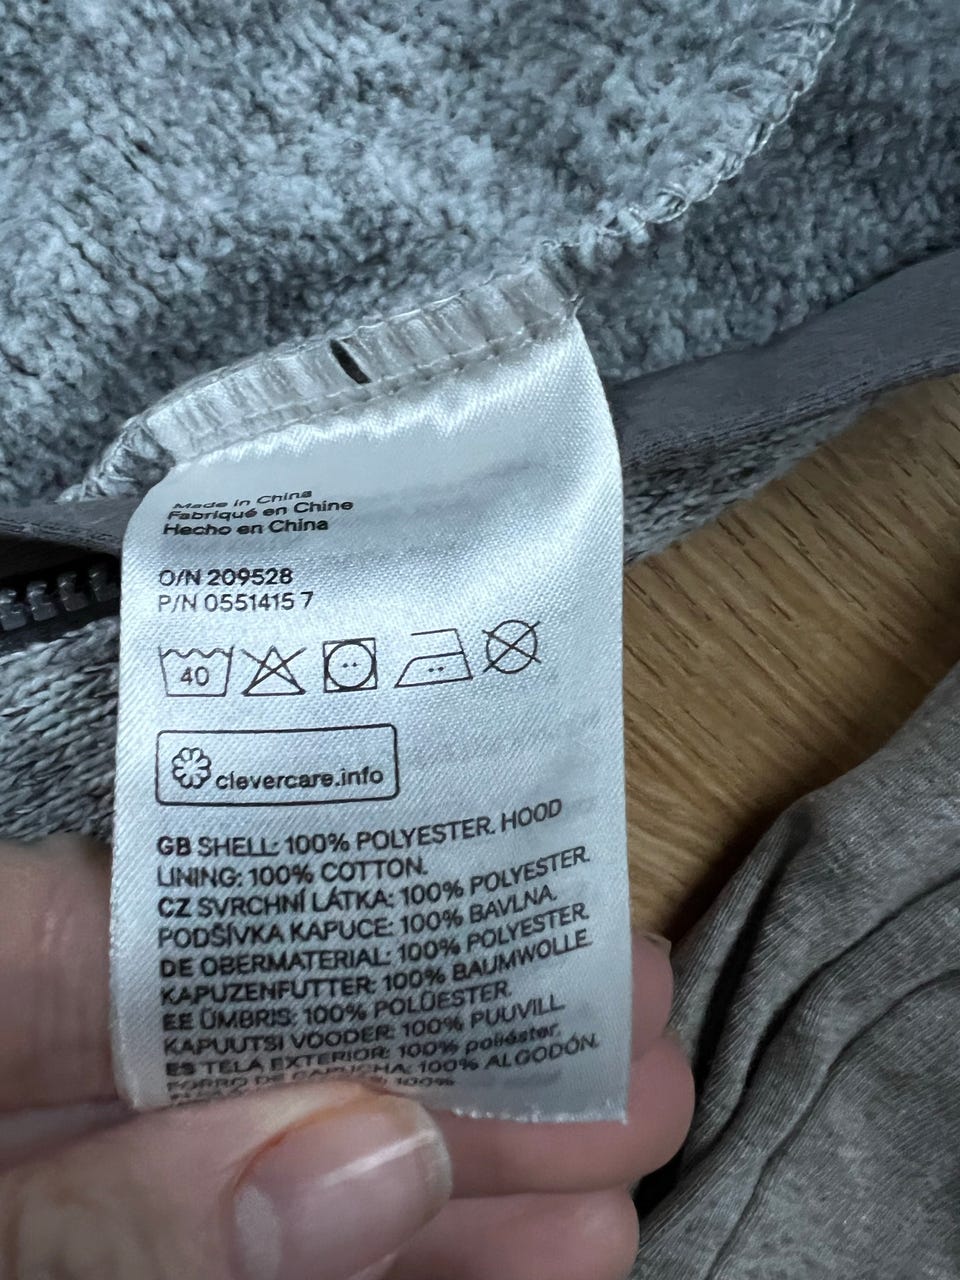 Made in China
Fabriqué en Chine
Hecho en China
O/N 209528
P/N 0551415 7
40
clevercare.info
GB SHELL: 100% POLYESTER. HOOD
LINING: 100% COTTON.
CZ SVRCHNÍ LÁTKA: 100% POLYESTER.
PODŠÍVKA KAPUCE: 100% BAVLNA.
DE OBERMATERIAL: 100% POLYESTER.
KAPUZENFUTTER: 100% BAUMWOLLE.
EE ÜMBRIS: 100% POLÜESTER.
KAPUUTSI VOODER: 100% PUUVILL
ES TELA EXTERIOR: 100% poliéster.
FORRO DE CAPUCHA: 100% ALGODÓN.
100%